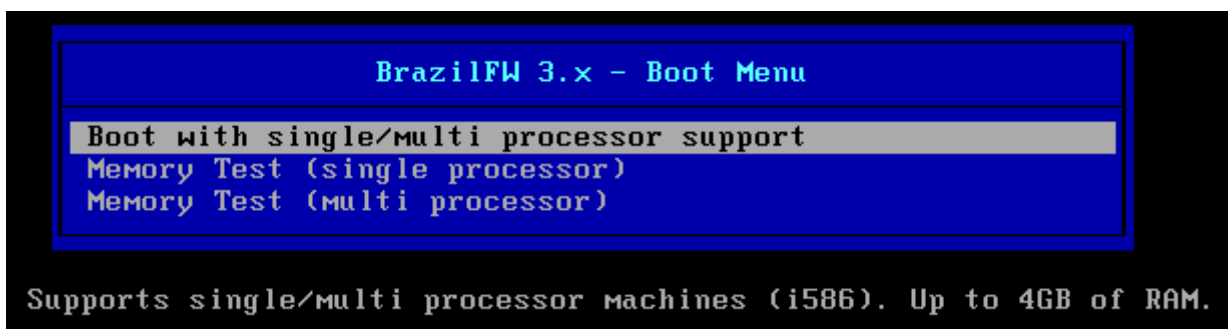 BrazilFW 3.x - Boot Menu
Boot with single/multi processor support
Memory Test (single processor)
Memory Test (multi processor)
Supports single/multi processor machines (i586). Up to 4GB of RAM.